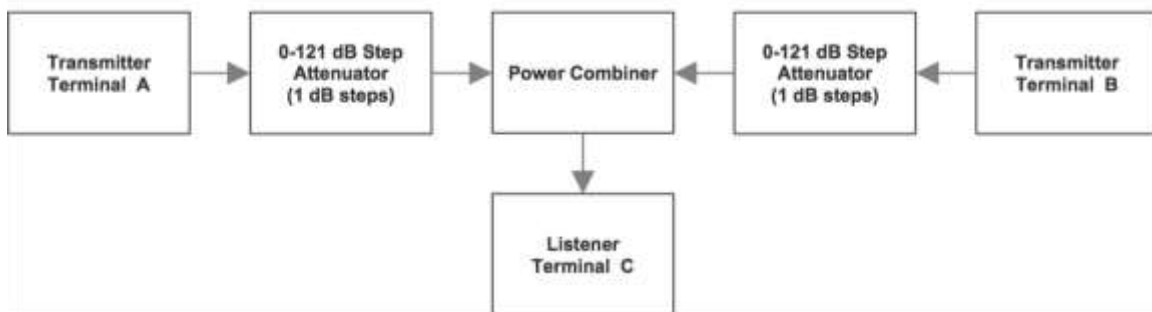 Transmitter
Terminal A
0-121 dB Step
Attenuator
(1 dB steps)
Power Combiner
0-121 dB Step
Attenuator
(1 dB steps)
Transmitter
Terminal B
Listener
Terminal C